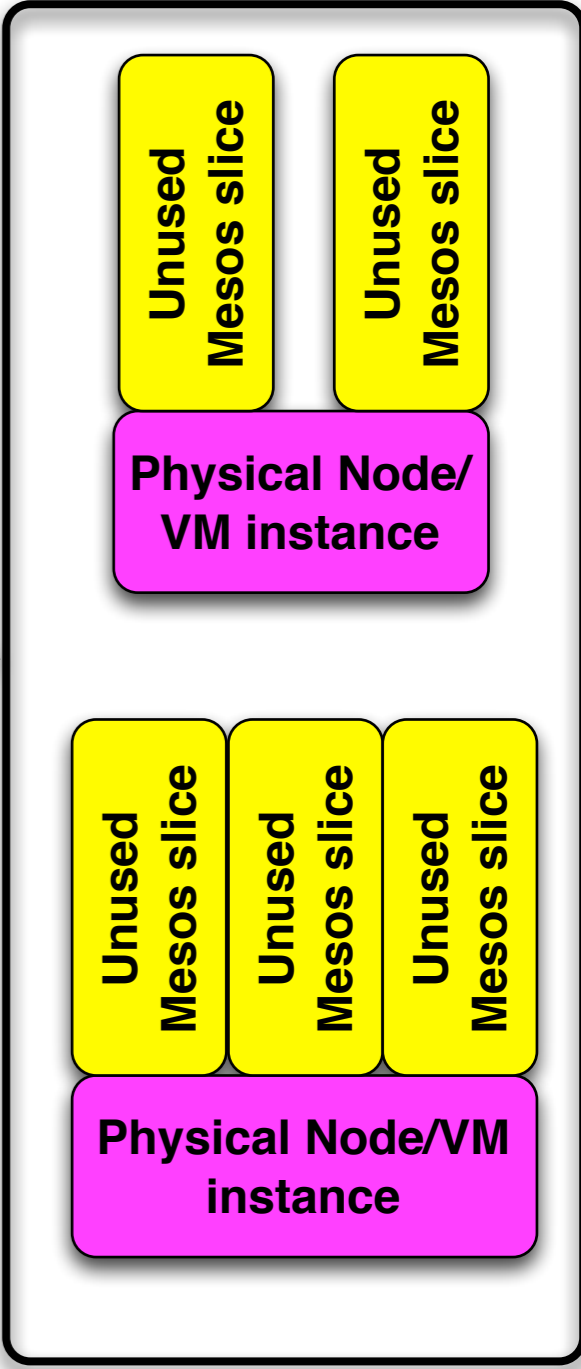 Unused
Mesos slice
Unused
Mesos slice
Physical Node/
VM instance
Unused
Mesos slice
Unused
Mesos slice
Unused
Mesos slice
Physical Node/VM
instance